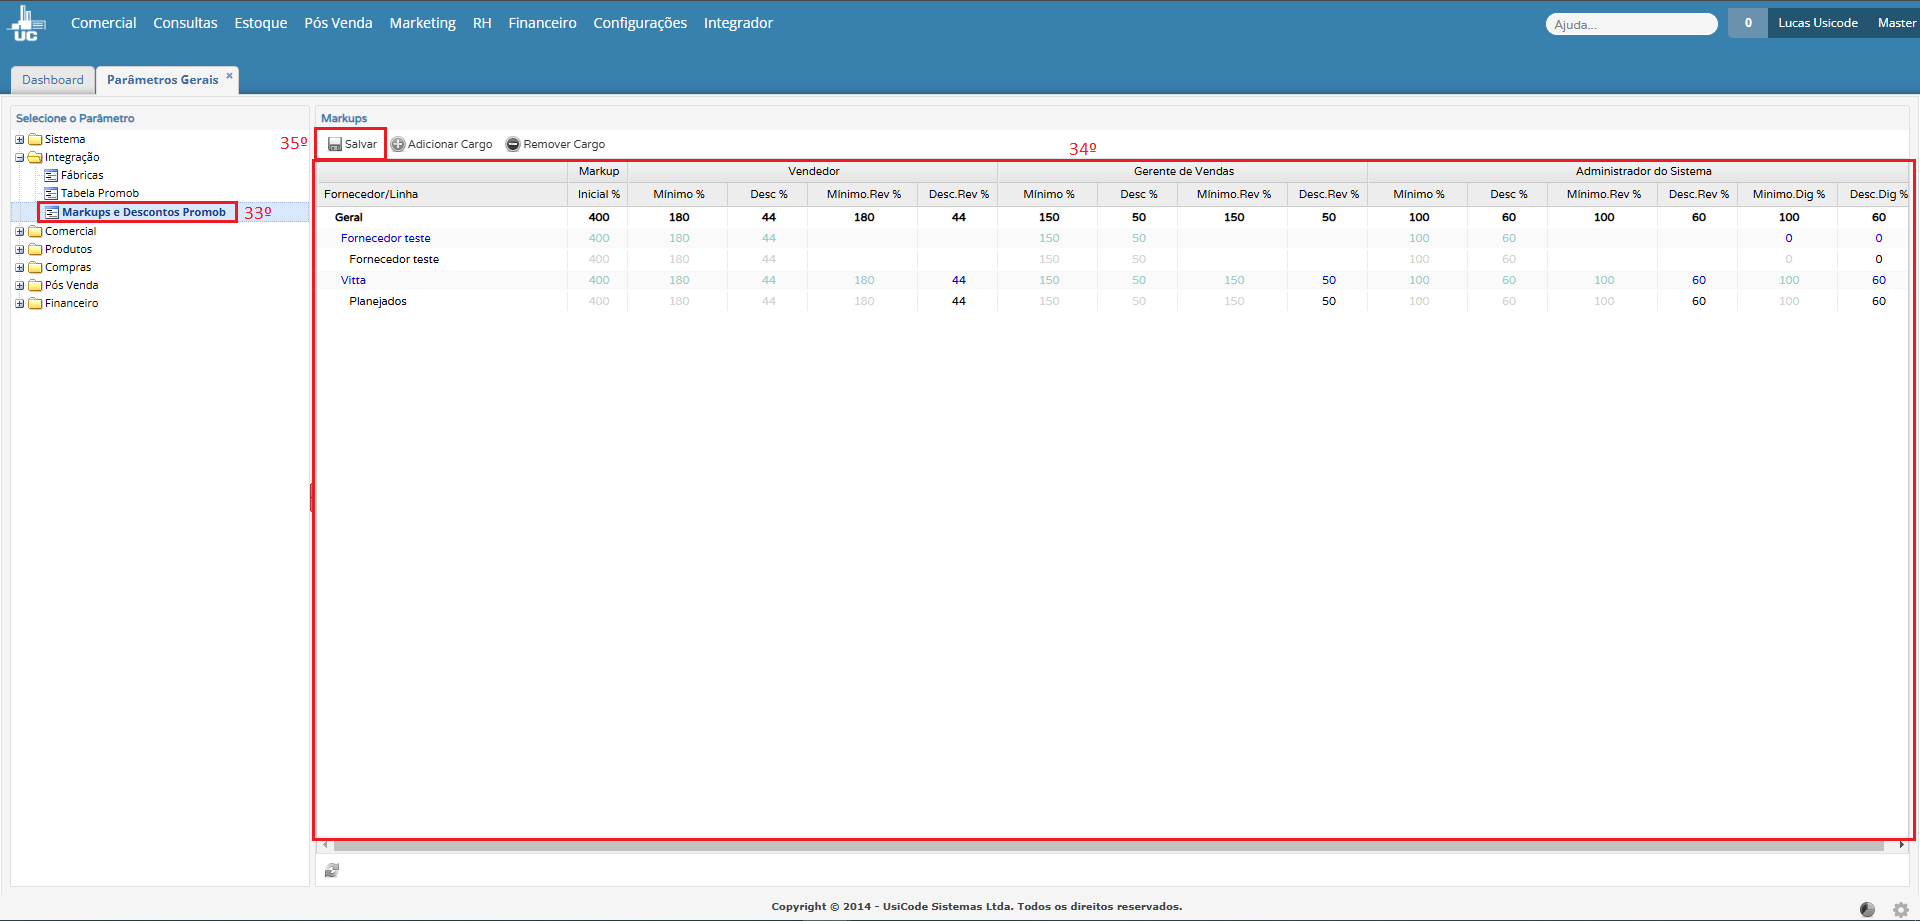 UC
Comercial Consultas Estoque Pós Venda Marketing RH Financeiro Configurações Integrador
Ajuda...
0 Lucas Usicode Master
Dashboard Parâmetros Gerais ×
Selecione o Parâmetro
Sistema
Integração
Fábricas
Tabela Promob
Markups e Descontos Promob 33º
Comercial
Produtos
Compras
Pós Venda
Financeiro
Markups
35º Salvar Adicionar Cargo Remover Cargo 34º
Markup Vendedor Gerente de Vendas Administrador do Sistema
Fornecedor/Linha Inicial % Mínimo % Desc % Mínimo.Rev % Desc.Rev % Mínimo % Desc % Mínimo.Rev % Desc.Rev % Mínimo % Desc % Mínimo.Rev % Desc.Rev % Minimo.Dig % Desc.Dig %
Geral 400 180 44 180 44 150 50 150 50 100 60 100 60 100 60
Fornecedor teste 400 180 44 150 50 100 60 0 0
Fornecedor teste 400 180 44 150 50 100 60 0 0
Vitta 400 180 44 180 44 150 50 150 50 100 60 100 60 100 60
Planejados 400 180 44 180 44 150 50 150 50 100 60 100 60 100 60
Copyright © 2014 - UsiCode Sistemas Ltda. Todos os direitos reservados.